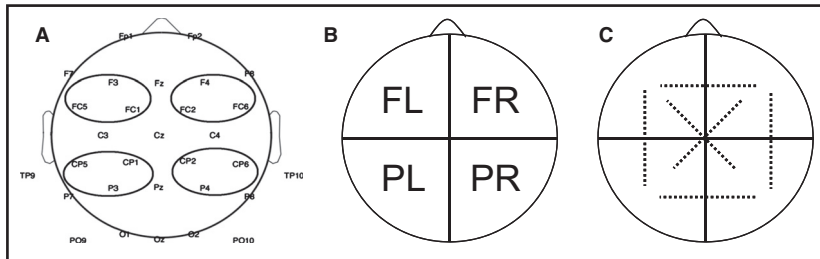 A
Fp1 Fp2
F7 F3 Fz F4 F8
FC5 FC1 FC2 FC6
C3 Cz C4
CP5 CP1 CP2 CP6
TP9 TP10
P7 P3 Pz P4 P8
PO9 O1 Oz O2 PO10
B
FL FR
PL PR
C